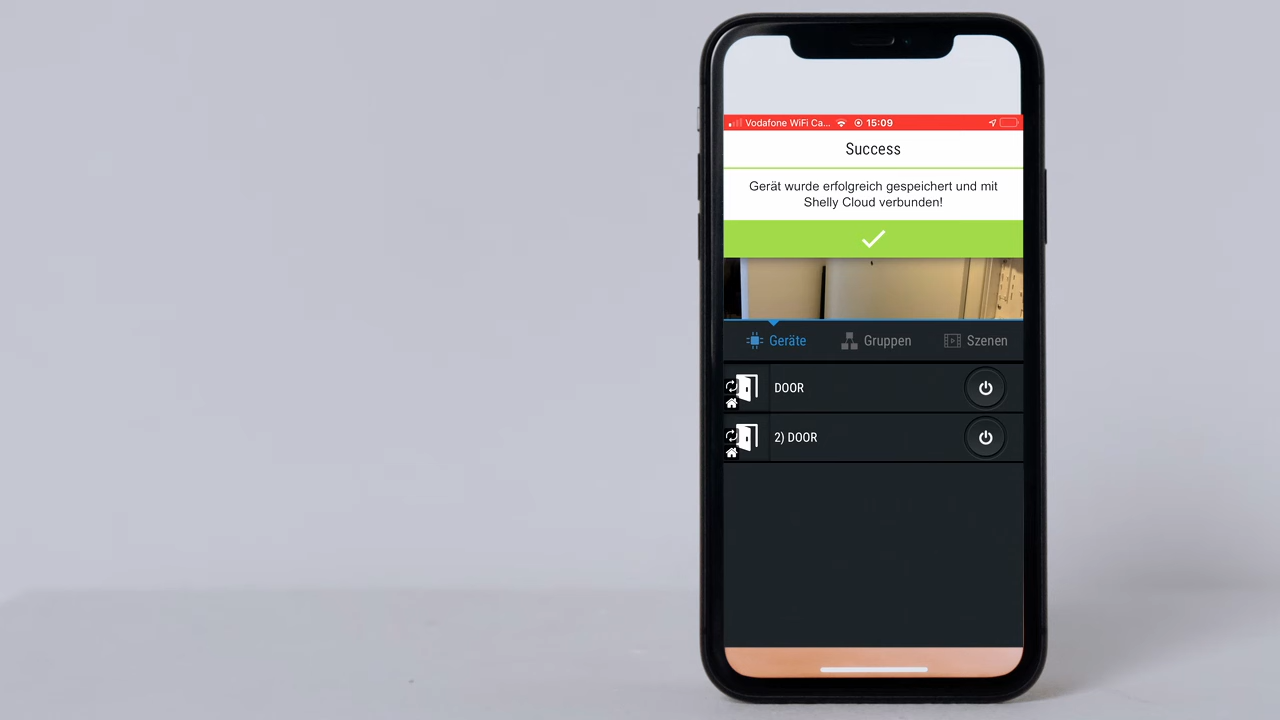 Vodafone WiFi Ca... 15:09
Success
Gerät wurde erfolgreich gespeichert und mit
Shelly Cloud verbunden!
Geräte Gruppen Szenen
DOOR
2) DOOR